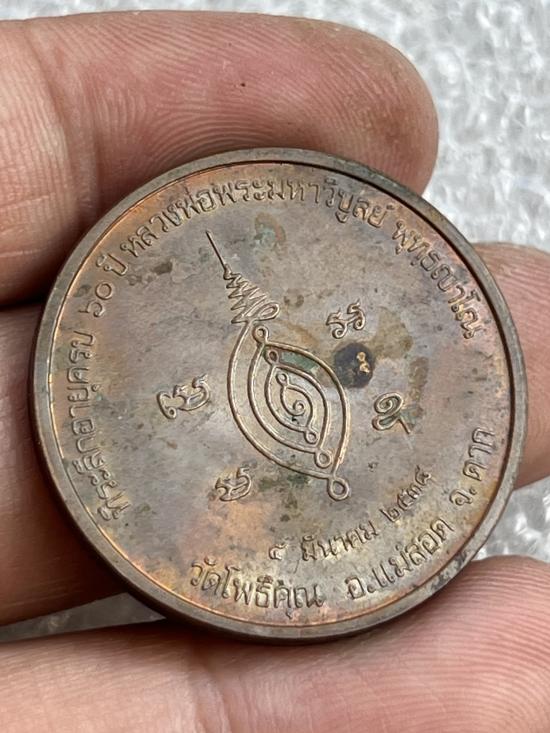 ที่ระลึกอายุครบ ๖๐ ปี หลวงพ่อพระมหาวิบูลย์ พุทธญาโณ
๕ มีนาคม ๒๕๓๘
วัดโพธิคุณ อ.แม่สอด จ.ตาก